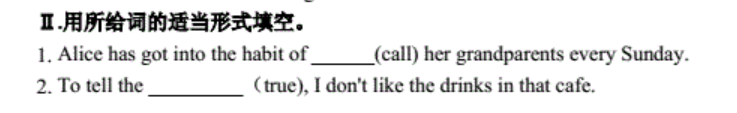 Ⅱ.用所给词的适当形式填空。
1. Alice has got into the habit of ______(call) her grandparents every Sunday.
2. To tell the __________ （true), I don't like the drinks in that cafe.